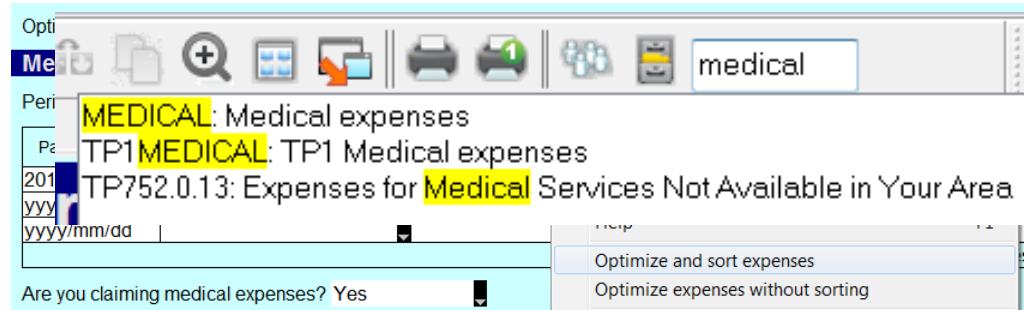 Opti
Me
medical
Peri
MEDICAL: Medical expenses
TP1MEDICAL: TP1 Medical expenses
TP752.0.13: Expenses for Medical Services Not Available in Your Area
Pa
201
yyy
yyyy/mm/dd
Optimize and sort expenses
Are you claiming medical expenses? Yes
Optimize expenses without sorting